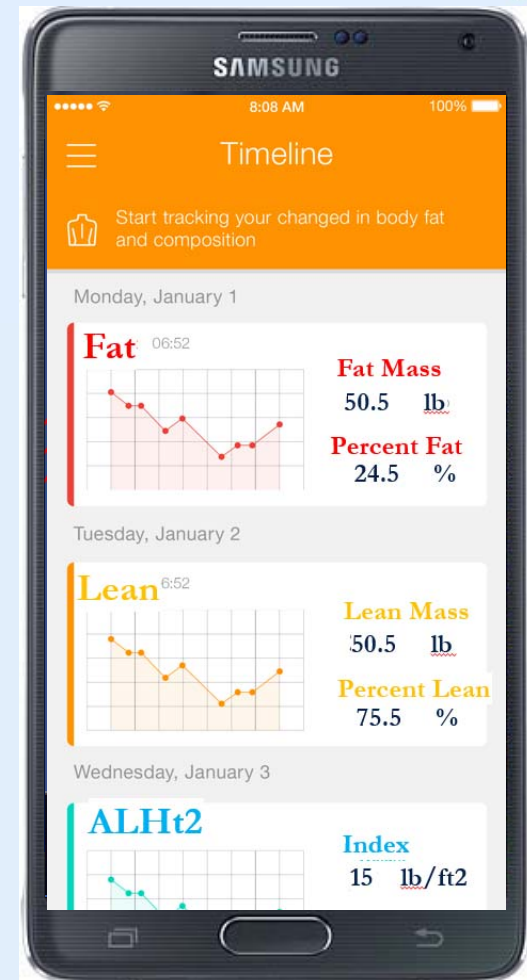 SAMSUNG
8:08 AM 100%
Timeline
Start tracking your changed in body fat
and composition
Monday, January 1
Fat 06:52
Fat Mass
50.5 lb
Percent Fat
24.5 %
Tuesday, January 2
Lean 6:52
Lean Mass
50.5 lb
Percent Lean
75.5 %
Wednesday, January 3
ALHt2
Index
15 lb/ft2